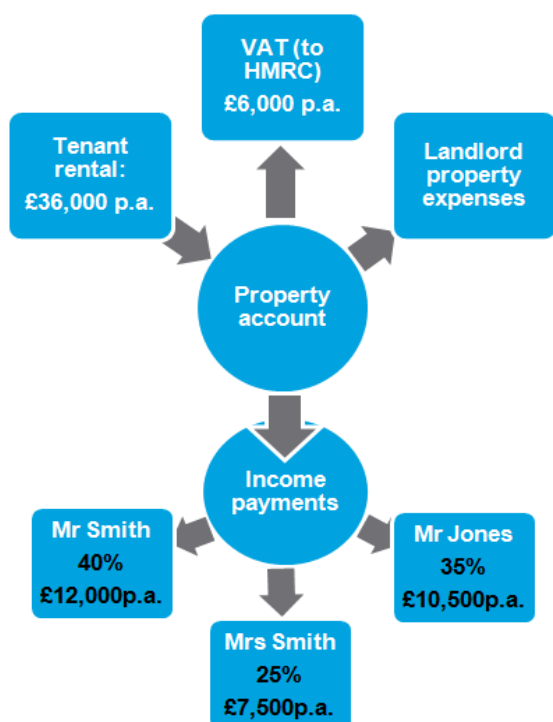 VAT (to
HMRC)
£6,000 p.a.
Tenant
rental:
£36,000 p.a.
Landlord
property
expenses
Property
account
Income
payments
Mr Smith
40%
£12,000p.a.
Mr Jones
35%
£10,500p.a.
Mrs Smith
25%
£7,500p.a.